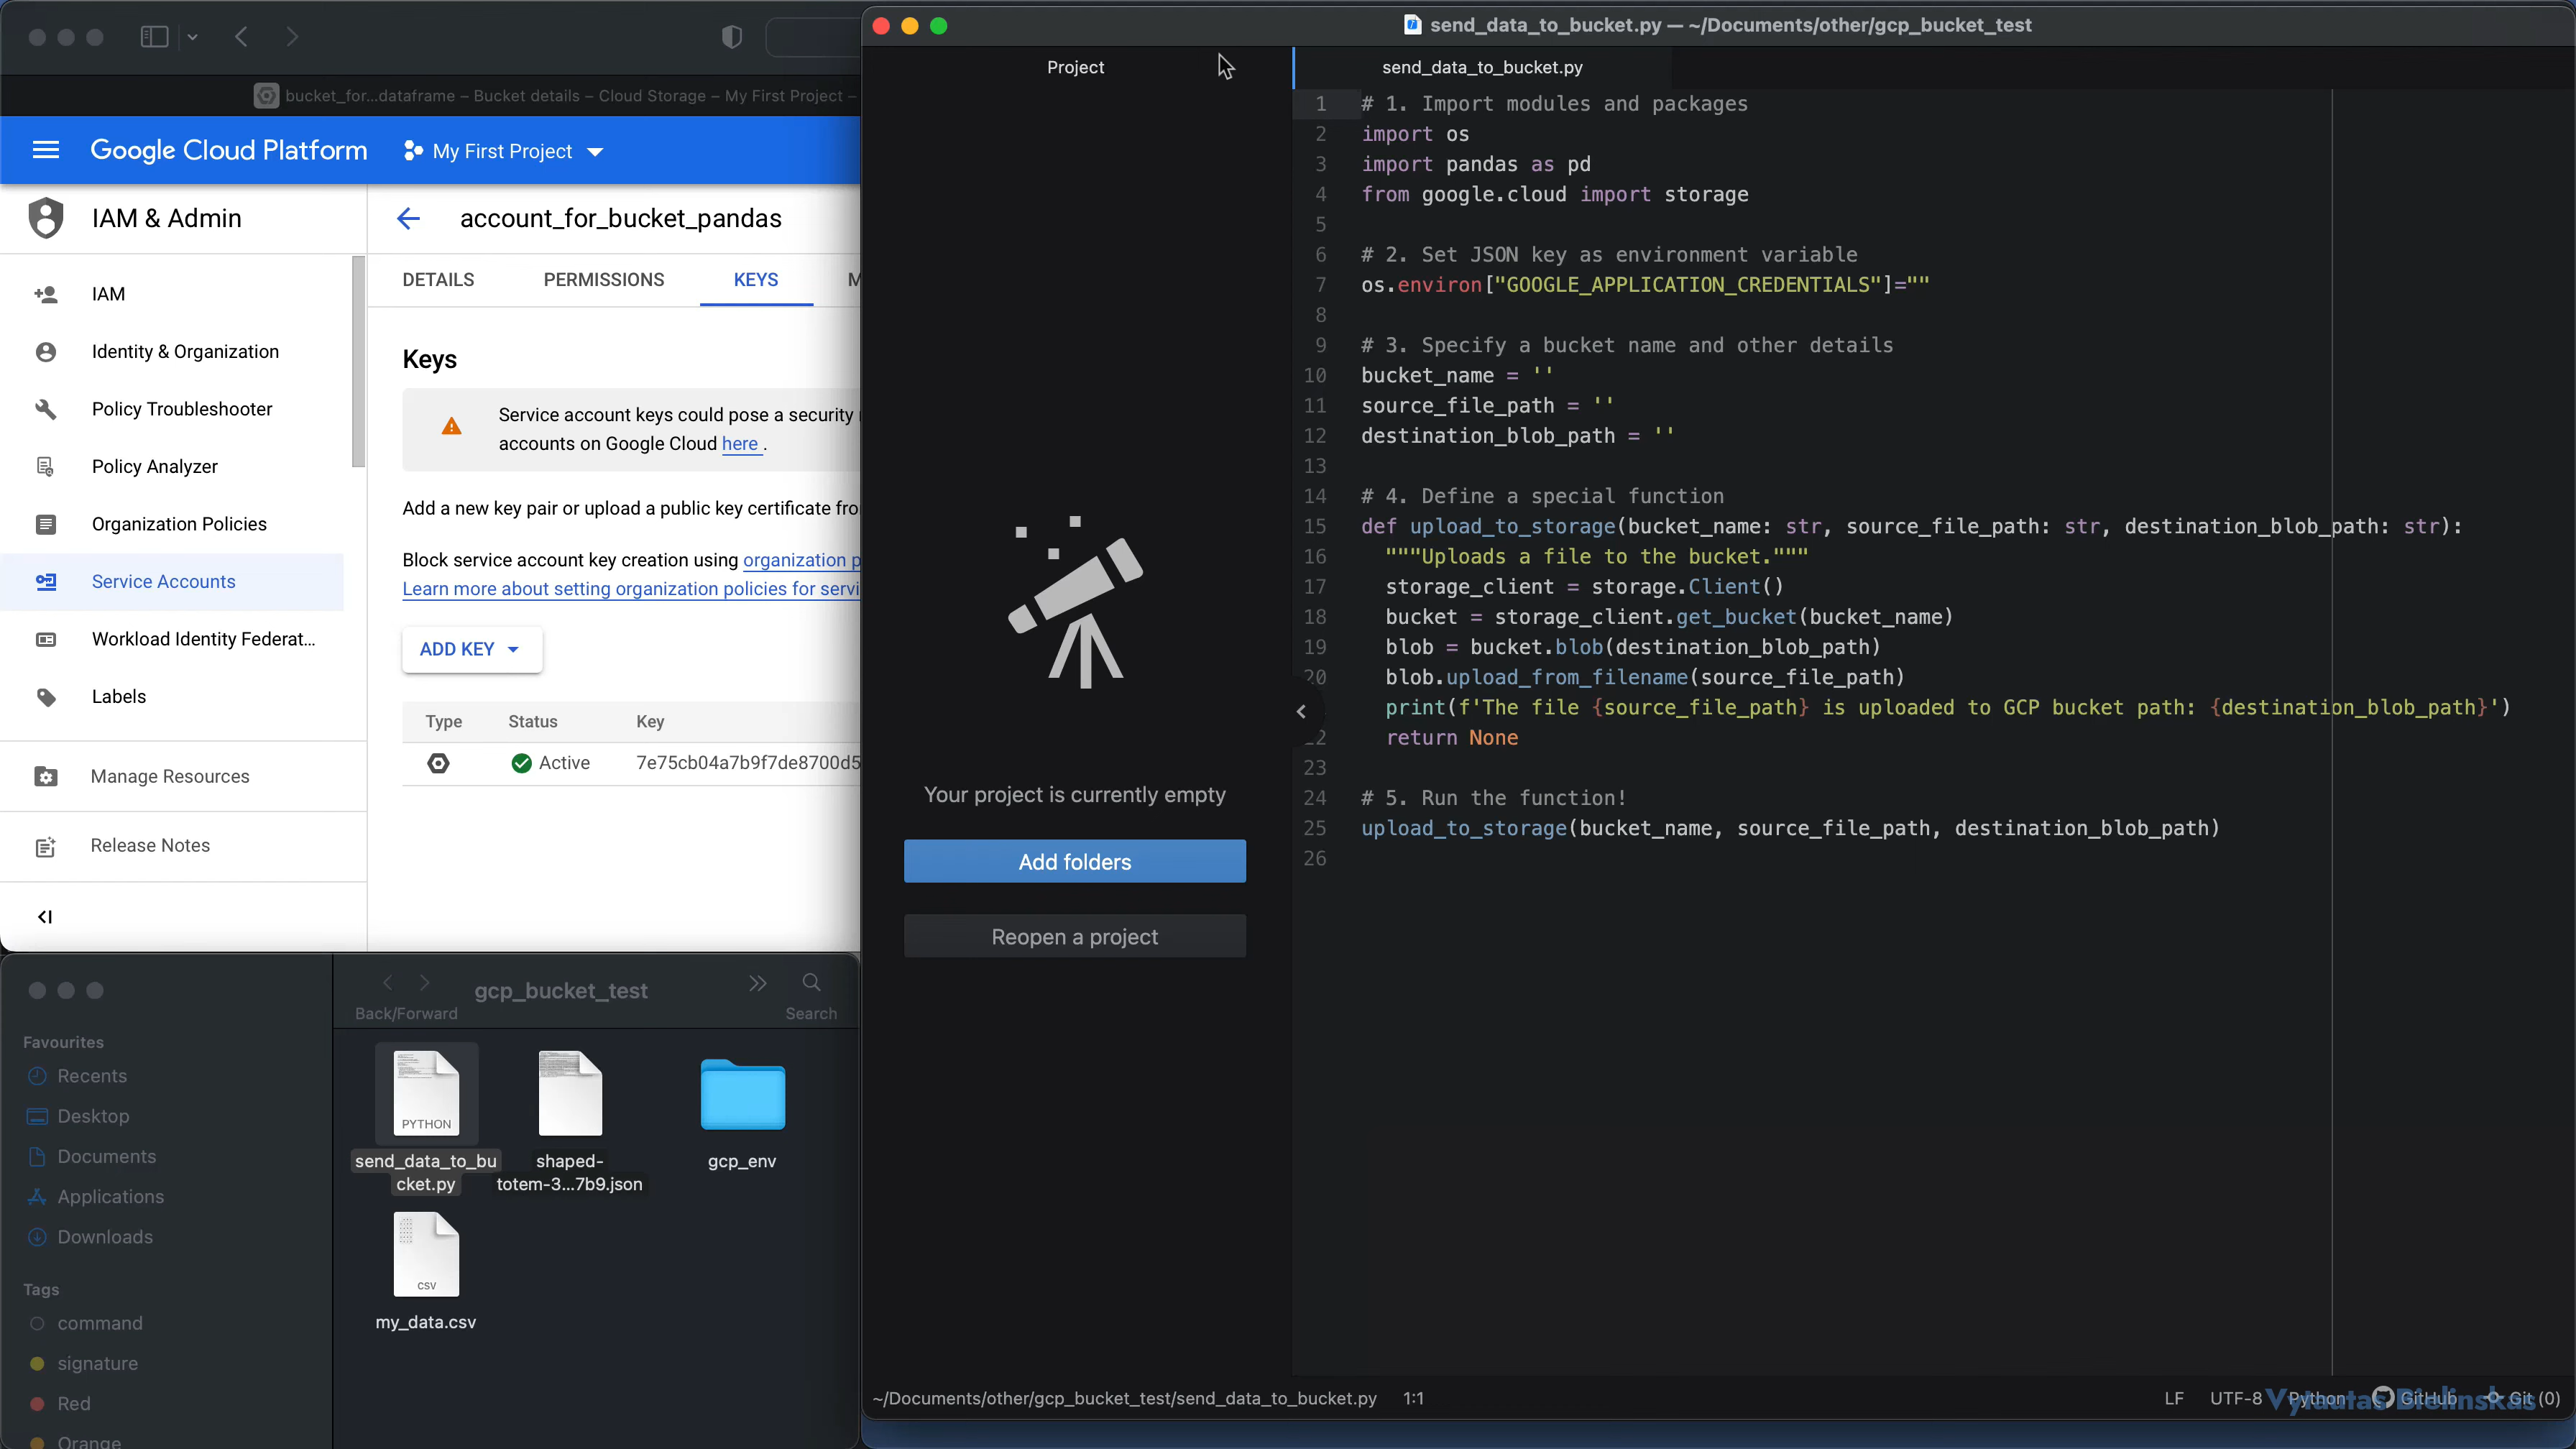 bucket_for...dataframe – Bucket details – Cloud Storage – My First Project –
Google Cloud Platform
My First Project
IAM & Admin
IAM
Identity & Organization
Policy Troubleshooter
Policy Analyzer
Organization Policies
Service Accounts
Workload Identity Federat...
Labels
Manage Resources
Release Notes
account_for_bucket_pandas
DETAILS PERMISSIONS KEYS M
Keys
Service account keys could pose a security
accounts on Google Cloud here .
Add a new key pair or upload a public key certificate fro
Block service account key creation using organization p
Learn more about setting organization policies for servi
ADD KEY
Type Status Key
Active 7e75cb04a7b9f7de8700d5
gcp_bucket_test
Back/Forward
Search
Favourites
Recents
Desktop
Documents
Applications
Downloads
Tags
command
signature
Red
Orange
PYTHON
send_data_to_bu
cket.py
shaped-
totem-3...7b9.json
gcp_env
CSV
my_data.csv
send_data_to_bucket.py — ~/Documents/other/gcp_bucket_test
Project
Your project is currently empty
Add folders
Reopen a project
send_data_to_bucket.py
1 # 1. Import modules and packages
2 import os
3 import pandas as pd
4 from google.cloud import storage
5
6 # 2. Set JSON key as environment variable
7 os.environ["GOOGLE_APPLICATION_CREDENTIALS"]=""
8
9 # 3. Specify a bucket name and other details
10 bucket_name = ''
11 source_file_path = ''
12 destination_blob_path = ''
13
14 # 4. Define a special function
15 def upload_to_storage(bucket_name: str, source_file_path: str, destination_blob_path: str):
16 """Uploads a file to the bucket."""
17 storage_client = storage.Client()
18 bucket = storage_client.get_bucket(bucket_name)
19 blob = bucket.blob(destination_blob_path)
20 blob.upload_from_filename(source_file_path)
print(f'The file {source_file_path} is uploaded to GCP bucket path: {destination_blob_path}')
return None
23
24 # 5. Run the function!
25 upload_to_storage(bucket_name, source_file_path, destination_blob_path)
26
~/Documents/other/gcp_bucket_test/send_data_to_bucket.py 1:1
LF UTF-8 Python GitHub Git (0)
Vytautas Bielinskas